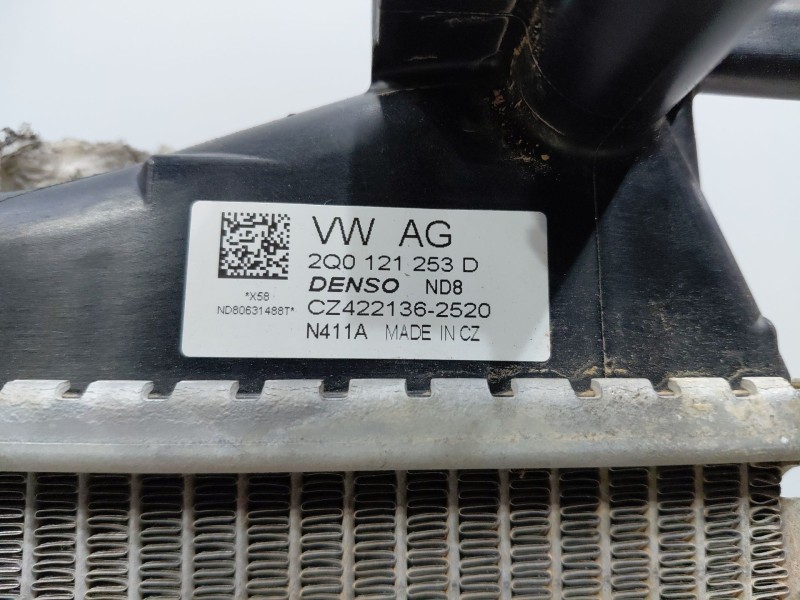 VW AG
2Q0 121 253 D
DENSO ND8
*X58
ND80631488T*
CZ422136-2520
N411A MADE IN CZ